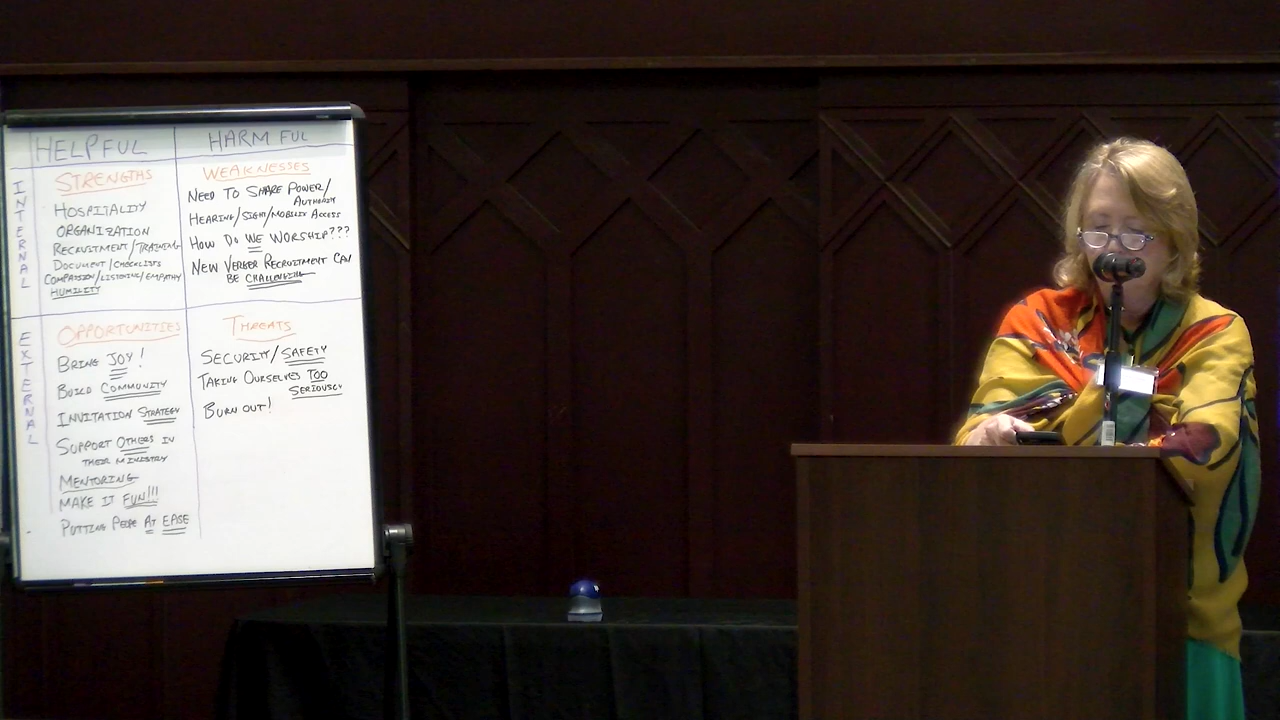 HELPFUL
HARMFUL
INTERNAL
STRENGTHS
HOSPITALITY
ORGANIZATION
RECRUITMENT/TRAINING
DOCUMENT/CHECKLISTS
COMPASSION/LISTENING/EMPATHY
HUMILITY
WEAKNESSES
NEED TO SHARE POWER/
AUTHORITY
HEARING/SIGHT/MOBILITY ACCESS
HOW DO WE WORSHIP???
NEW VERGER RECRUITMENT CAN
BE CHALLENGING
EXTERNAL
OPPORTUNITIES
BRING JOY!
BUILD COMMUNITY
INVITATION STRATEGY
SUPPORT OTHERS IN
THEIR MINISTRY
MENTORING
MAKE IT FUN!!!
PUTTING PEOPLE AT EASE
THREATS
SECURITY/SAFETY
TAKING OURSELVES TOO
SERIOUSLY
BURN OUT!